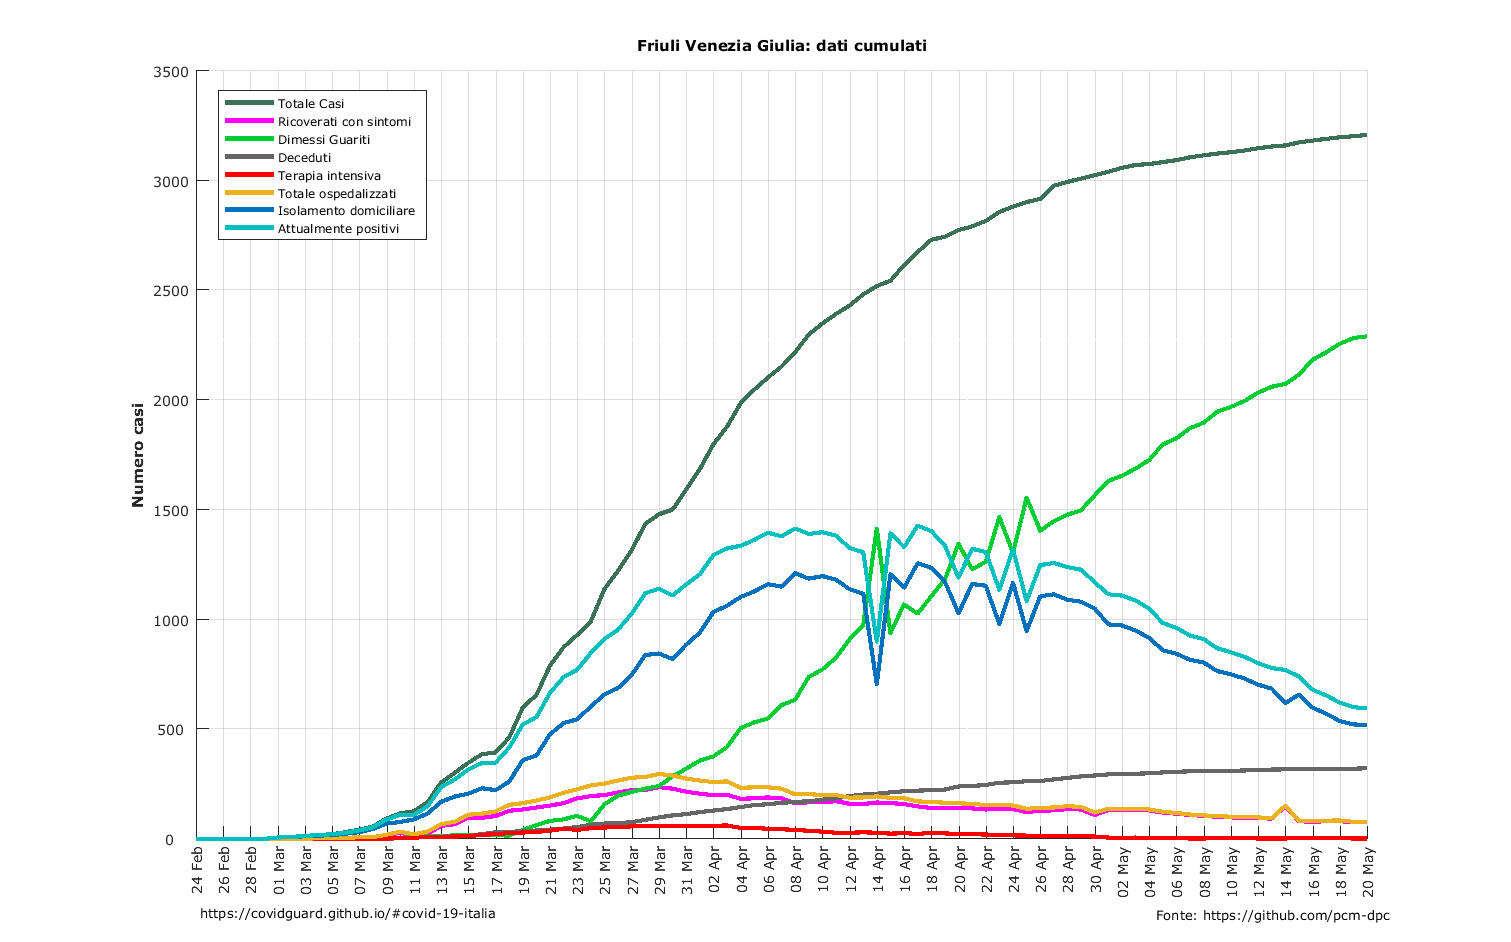 Friuli Venezia Giulia: dati cumulati
3500
3000
2500
2000
1500
1000
500
0
Numero casi
Totale Casi
Ricoverati con sintomi
Dimessi Guariti
Deceduti
Terapia intensiva
Totale ospedalizzati
Isolamento domiciliare
Attualmente positivi
24 Feb
26 Feb
28 Feb
01 Mar
03 Mar
05 Mar
07 Mar
09 Mar
11 Mar
13 Mar
15 Mar
17 Mar
19 Mar
21 Mar
23 Mar
25 Mar
27 Mar
29 Mar
31 Mar
02 Apr
04 Apr
06 Apr
08 Apr
10 Apr
12 Apr
14 Apr
16 Apr
18 Apr
20 Apr
22 Apr
24 Apr
26 Apr
28 Apr
30 Apr
02 May
04 May
06 May
08 May
10 May
12 May
14 May
16 May
18 May
20 May
https://covidguard.github.io/#covid-19-italia
Fonte: https://github.com/pcm-dpc